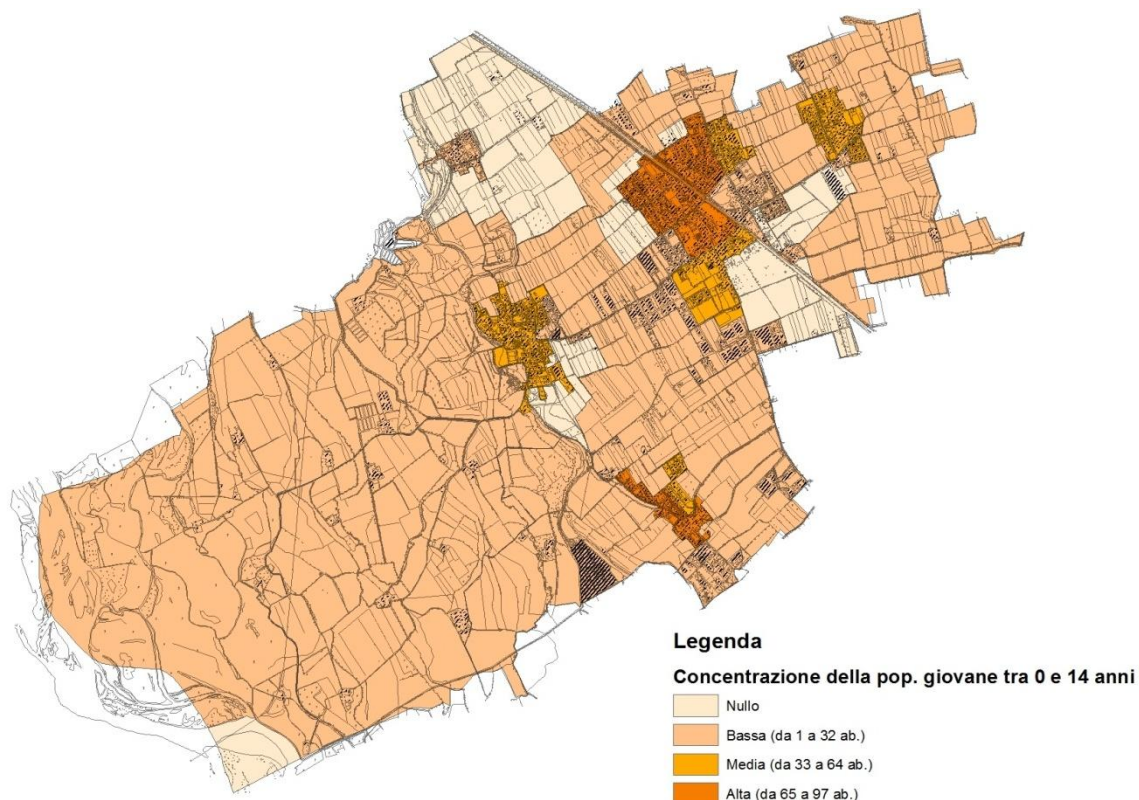 Legenda
Concentrazione della pop. giovane tra 0 e 14 anni
Nullo
Bassa (da 1 a 32 ab.)
Media (da 33 a 64 ab.)
Alta (da 65 a 97 ab.)